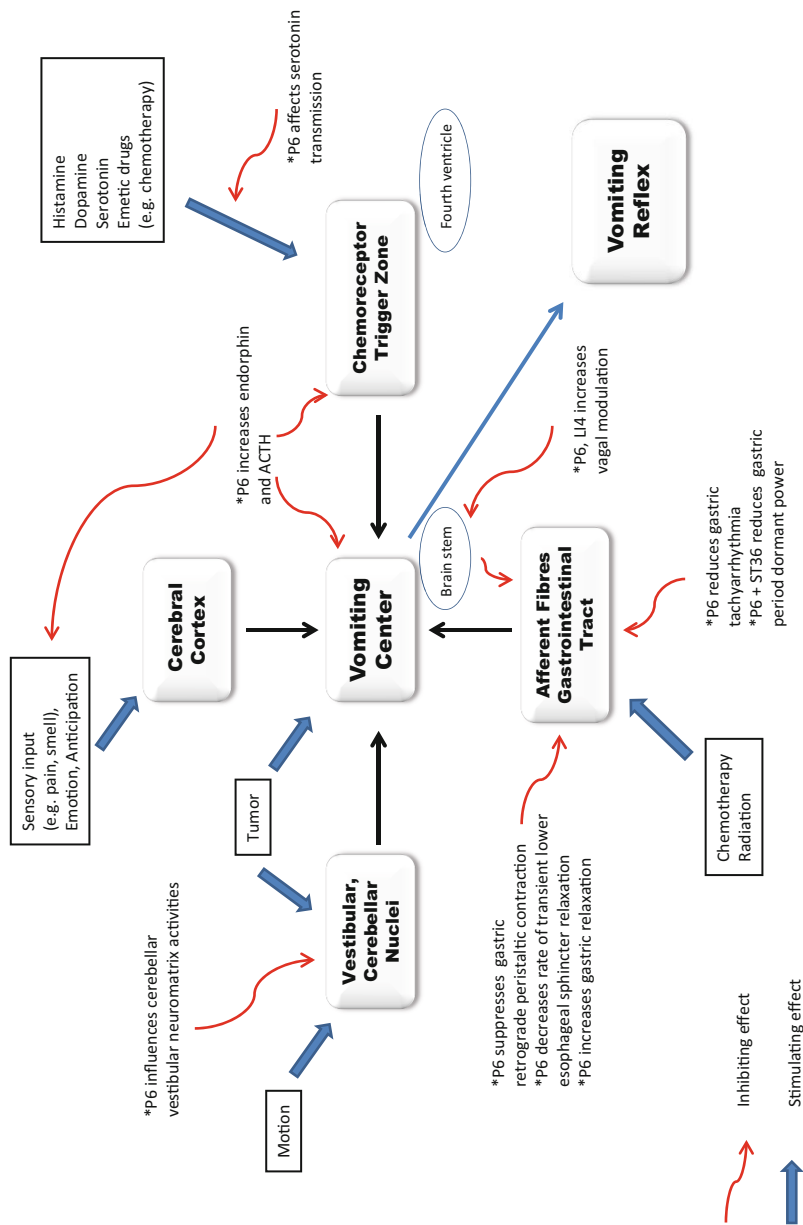 Sensory input
(e.g. pain, smell),
Emotion, Anticipation
Histamine
Dopamine
Serotonin
Emetic drugs
(e.g. chemotherapy)
*P6 influences cerebellar
vestibular neuromatrix activities
Cerebral
Cortex
*P6 increases endorphin
and ACTH
*P6 affects serotonin
transmission
Motion
Tumor
Vestibular,
Cerebellar
Nuclei
Vomiting
Center
Chemoreceptor
Trigger Zone
Brain stem
Fourth ventricle
*P6 suppresses gastric
retrograde peristaltic contraction
*P6 decreases rate of transient lower
esophageal sphincter relaxation
*P6 increases gastric relaxation
Afferent Fibres
Gastrointestinal
Tract
*P6, LI4 increases
vagal modulation
Vomiting
Reflex
Chemotherapy
Radiation
*P6 reduces gastric
tachyarrhythmia
*P6 + ST36 reduces gastric
period dormant power
Inhibiting effect
Stimulating effect